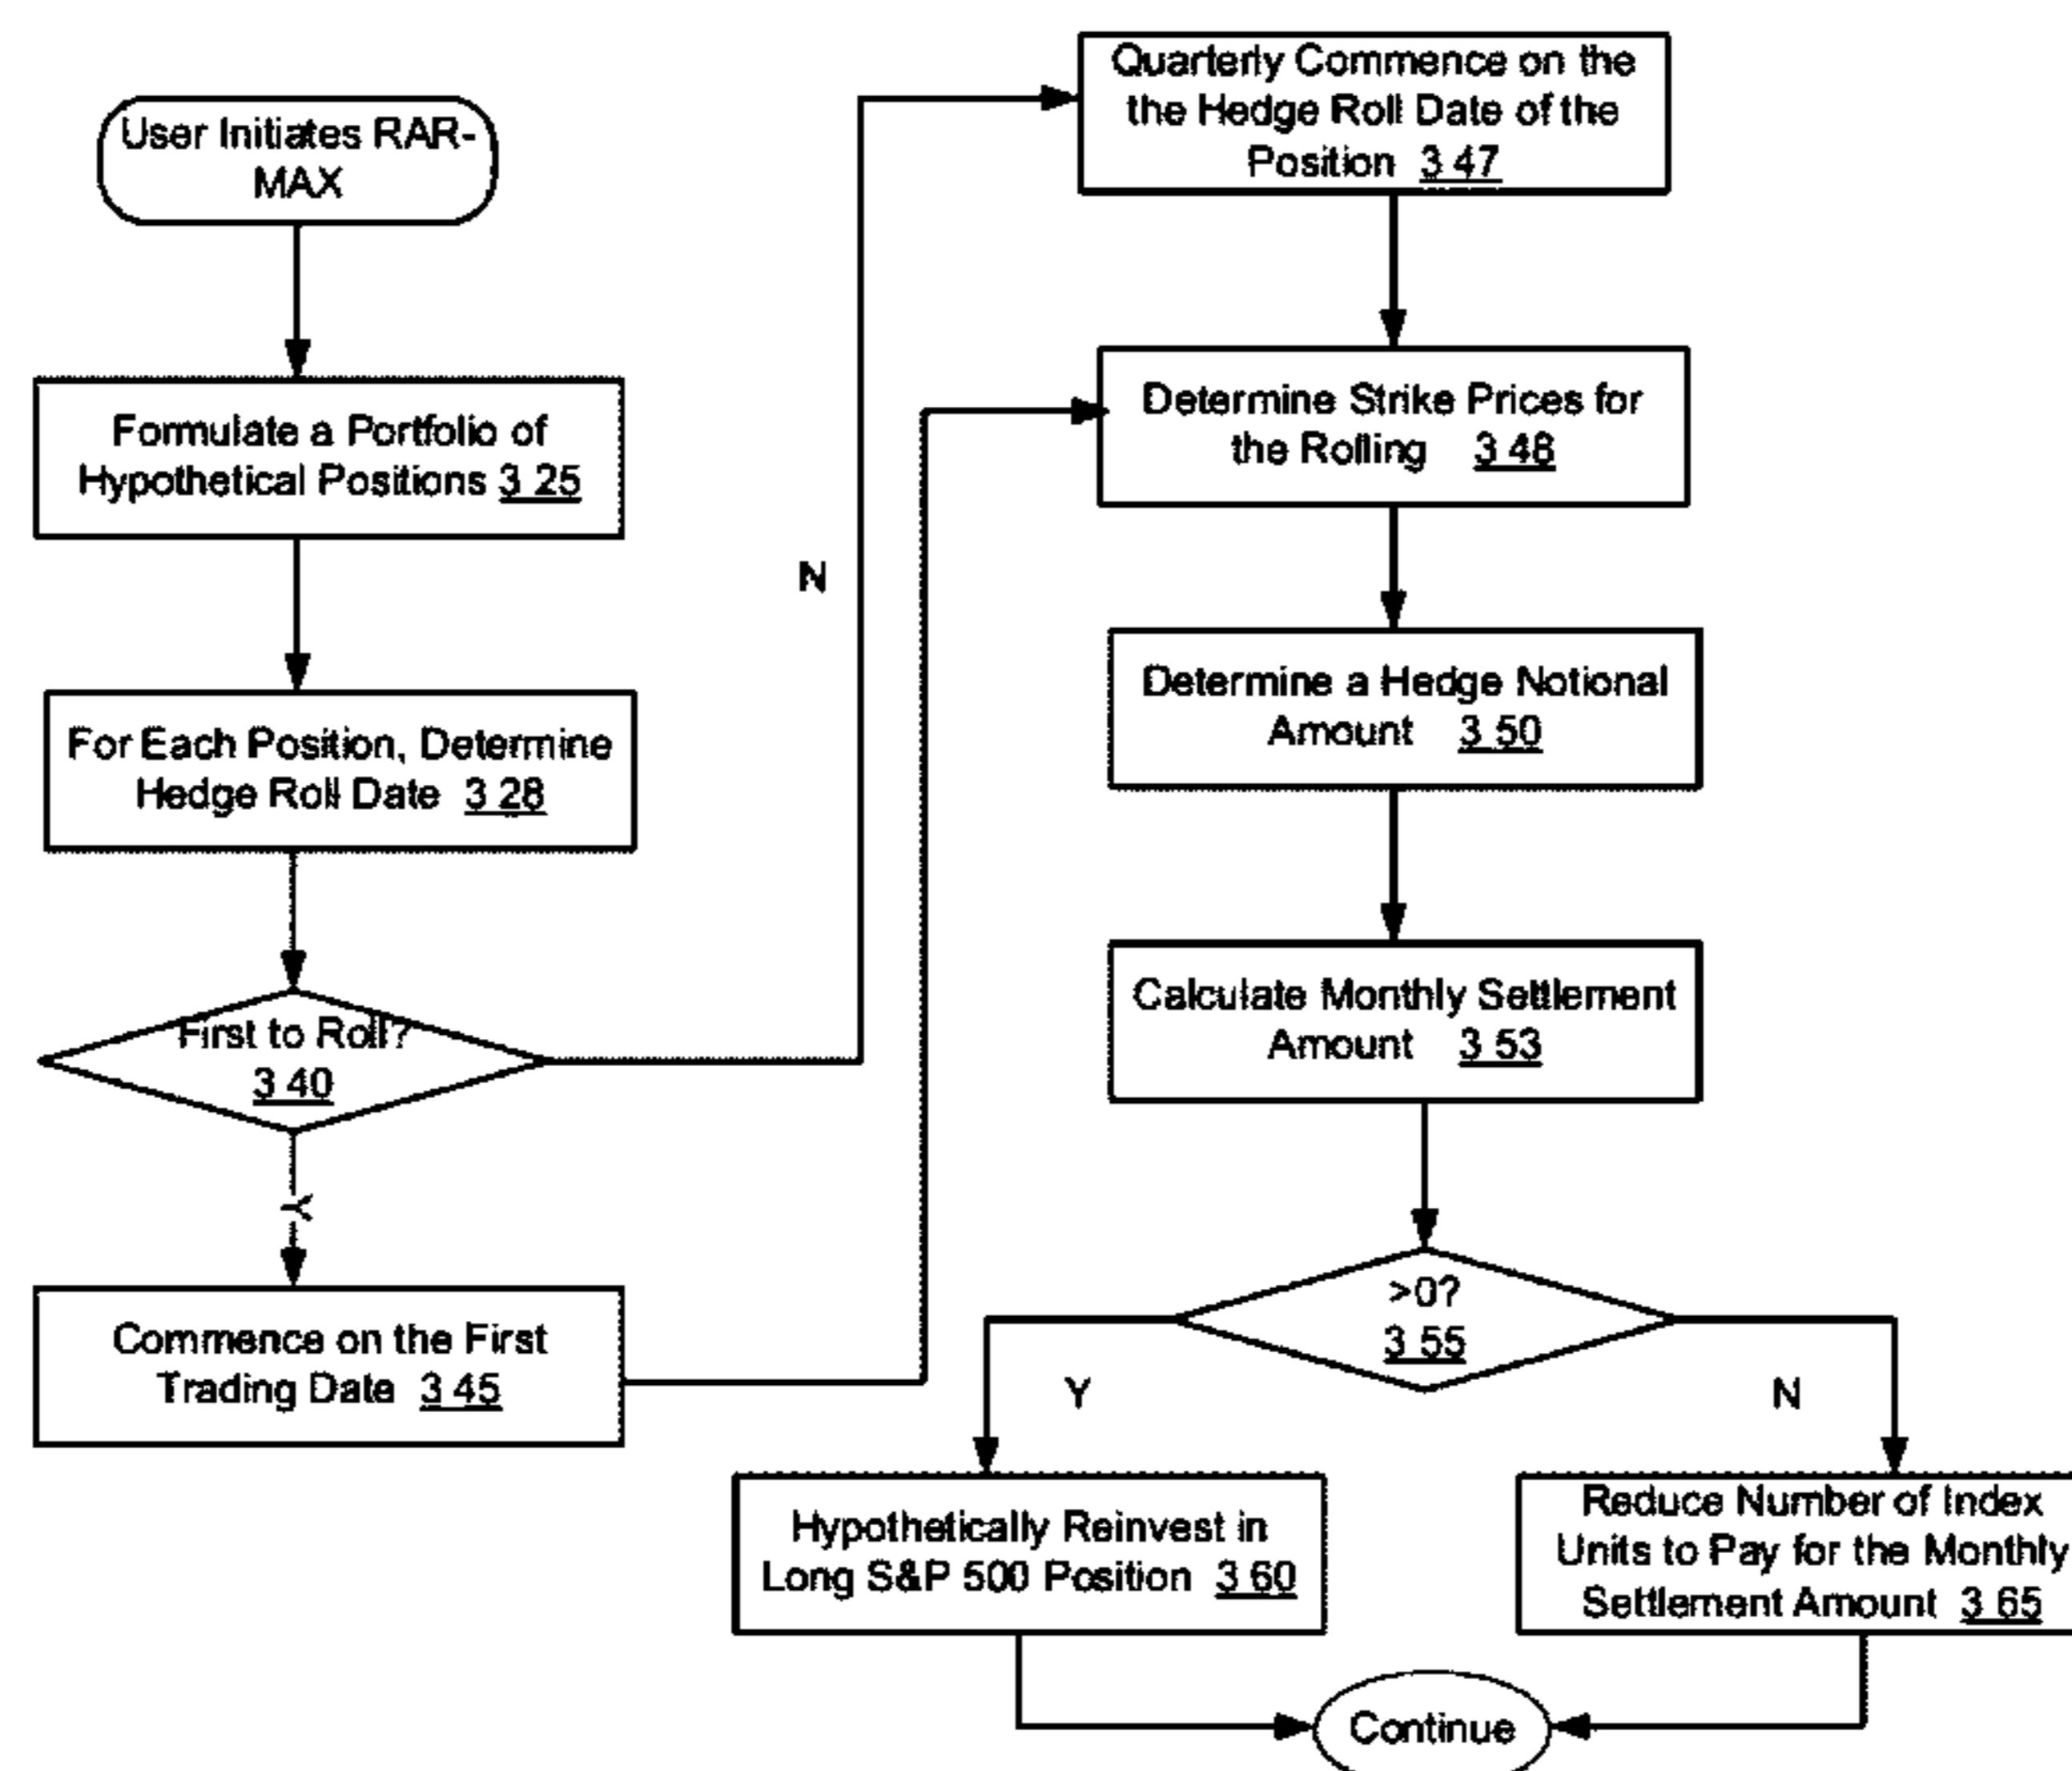 User Initiates RAR-
MAX
Formulate a Portfolio of
Hypothetical Positions 3 25
For Each Position, Determine
Hedge Roll Date 3 28
First to Roll?
3 40
Y
Commence on the First
Trading Date 3 45
N
Quarterly Commence on the
the Hedge Roll Date of the
Position 3 47
Determine Strike Prices for
the Rolling 3 48
Determine a Hedge Notional
Amount 3 50
Calculate Monthly Settlement
Amount 3 53
>0?
3 55
Y
N
Hypothetically Reinvest in
Long S&P 500 Position 3 60
Reduce Number of Index
Units to Pay for the Monthly
Settlement Amount 3 65
Continue